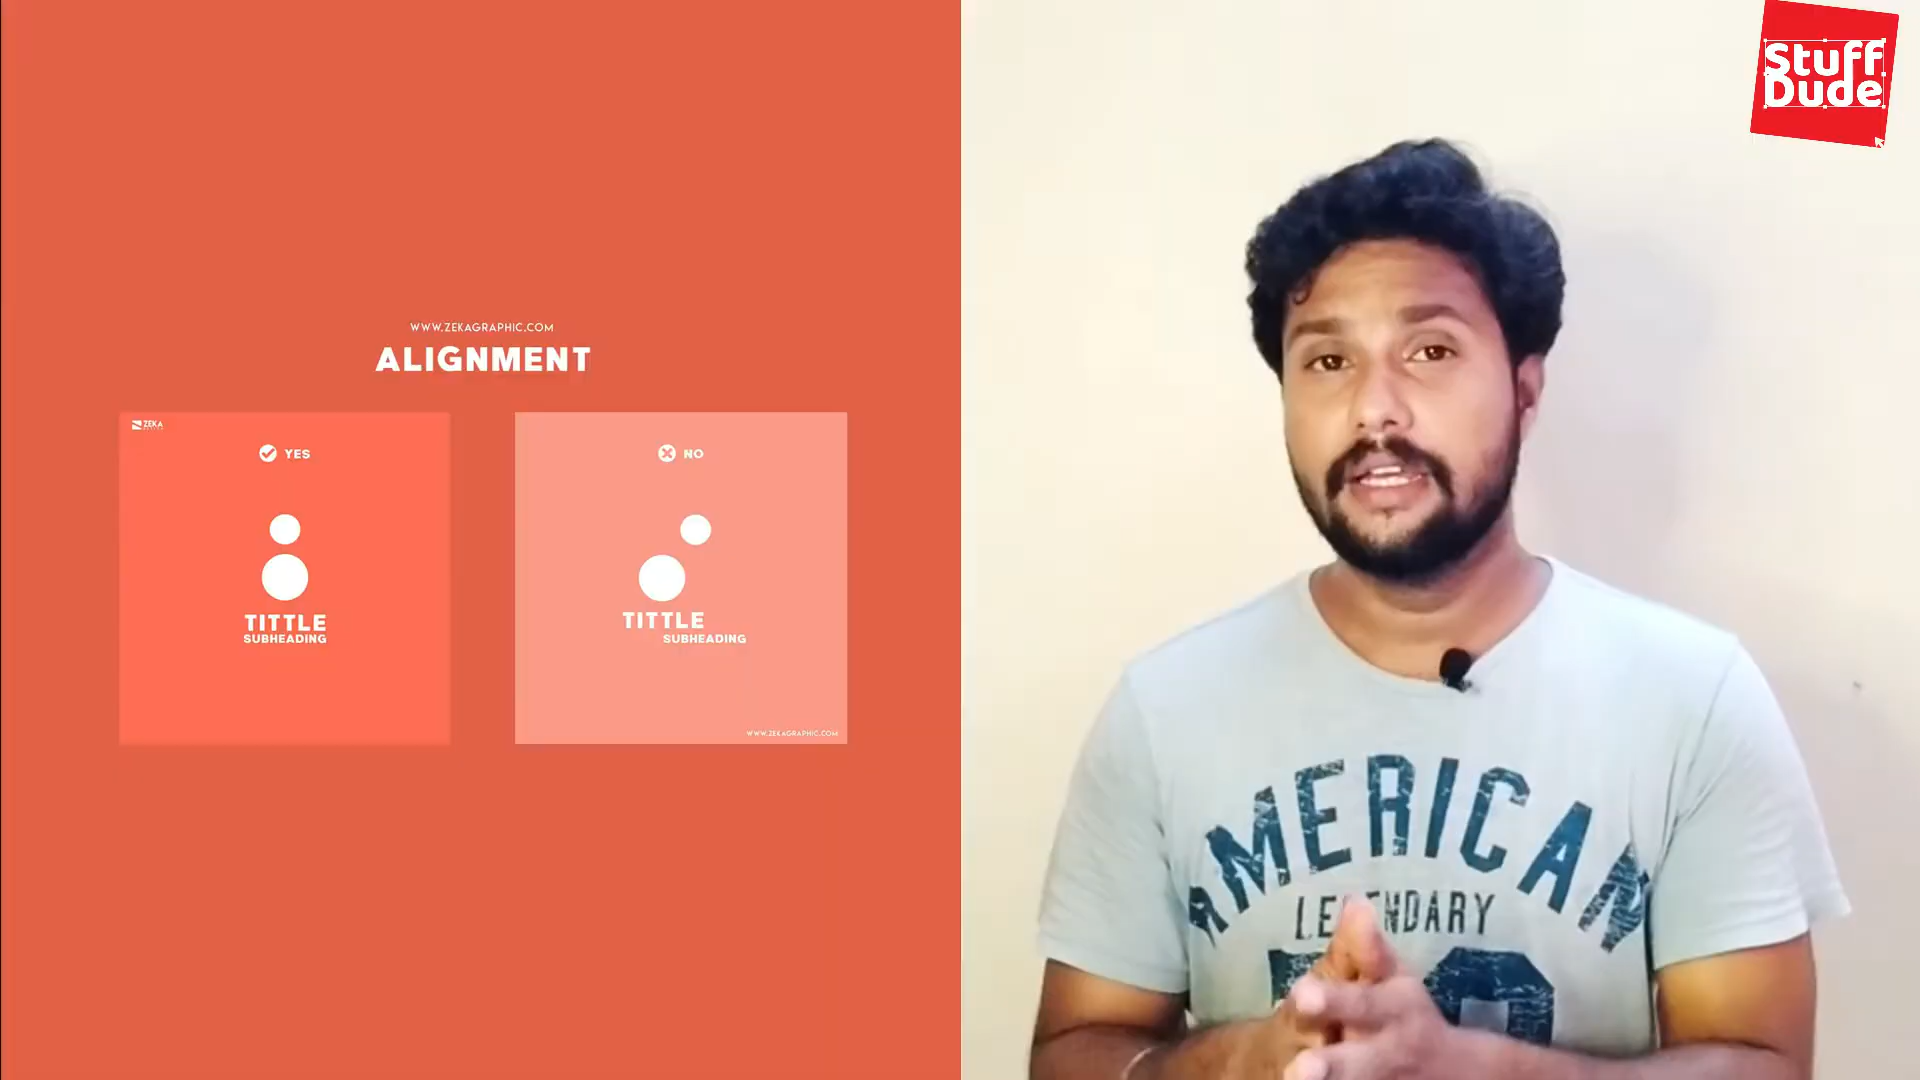 WWW.ZEKAGRAPHIC.COM
ALIGNMENT
ZEKA
YES
TITTLE
SUBHEADING
NO
TITTLE
SUBHEADING
WWW.ZEKAGRAPHIC.COM
Stuff
Dude
AMERICAN
LEGENDARY